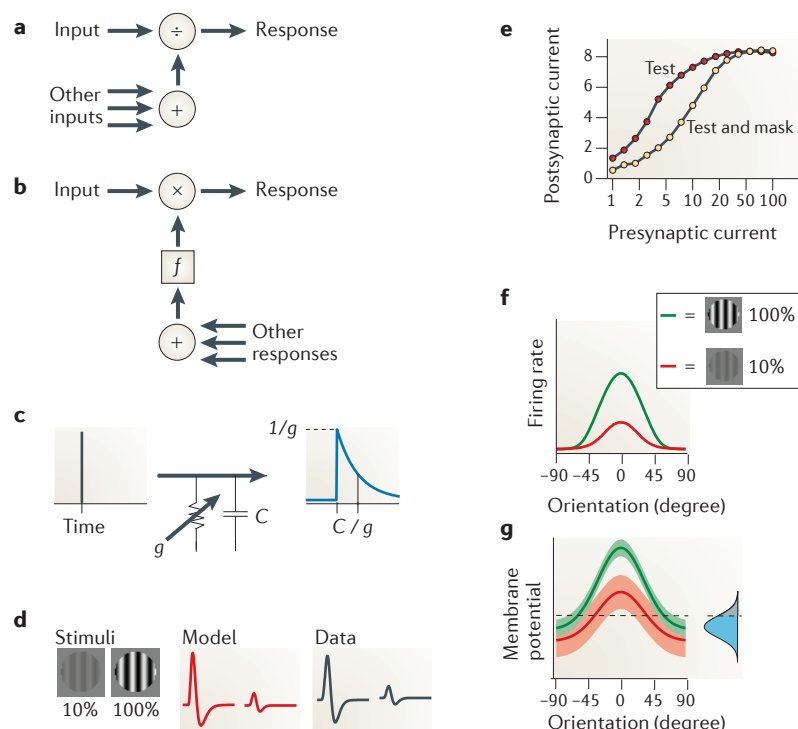 a
Input
÷
Response
Other
inputs
+
b
Input
×
Response
f
+
Other
responses
c
Time
g
C
1/g
C / g
d
Stimuli
10%
100%
Model
Data
e
Postsynaptic current
8
6
4
2
0
Test
Test and mask
1 2 5 10 20 50 100
Presynaptic current
f
= 100%
= 10%
Firing rate
–90 –45 0 45 90
Orientation (degree)
g
Membrane
potential
–90 –45 0 45 90
Orientation (degree)